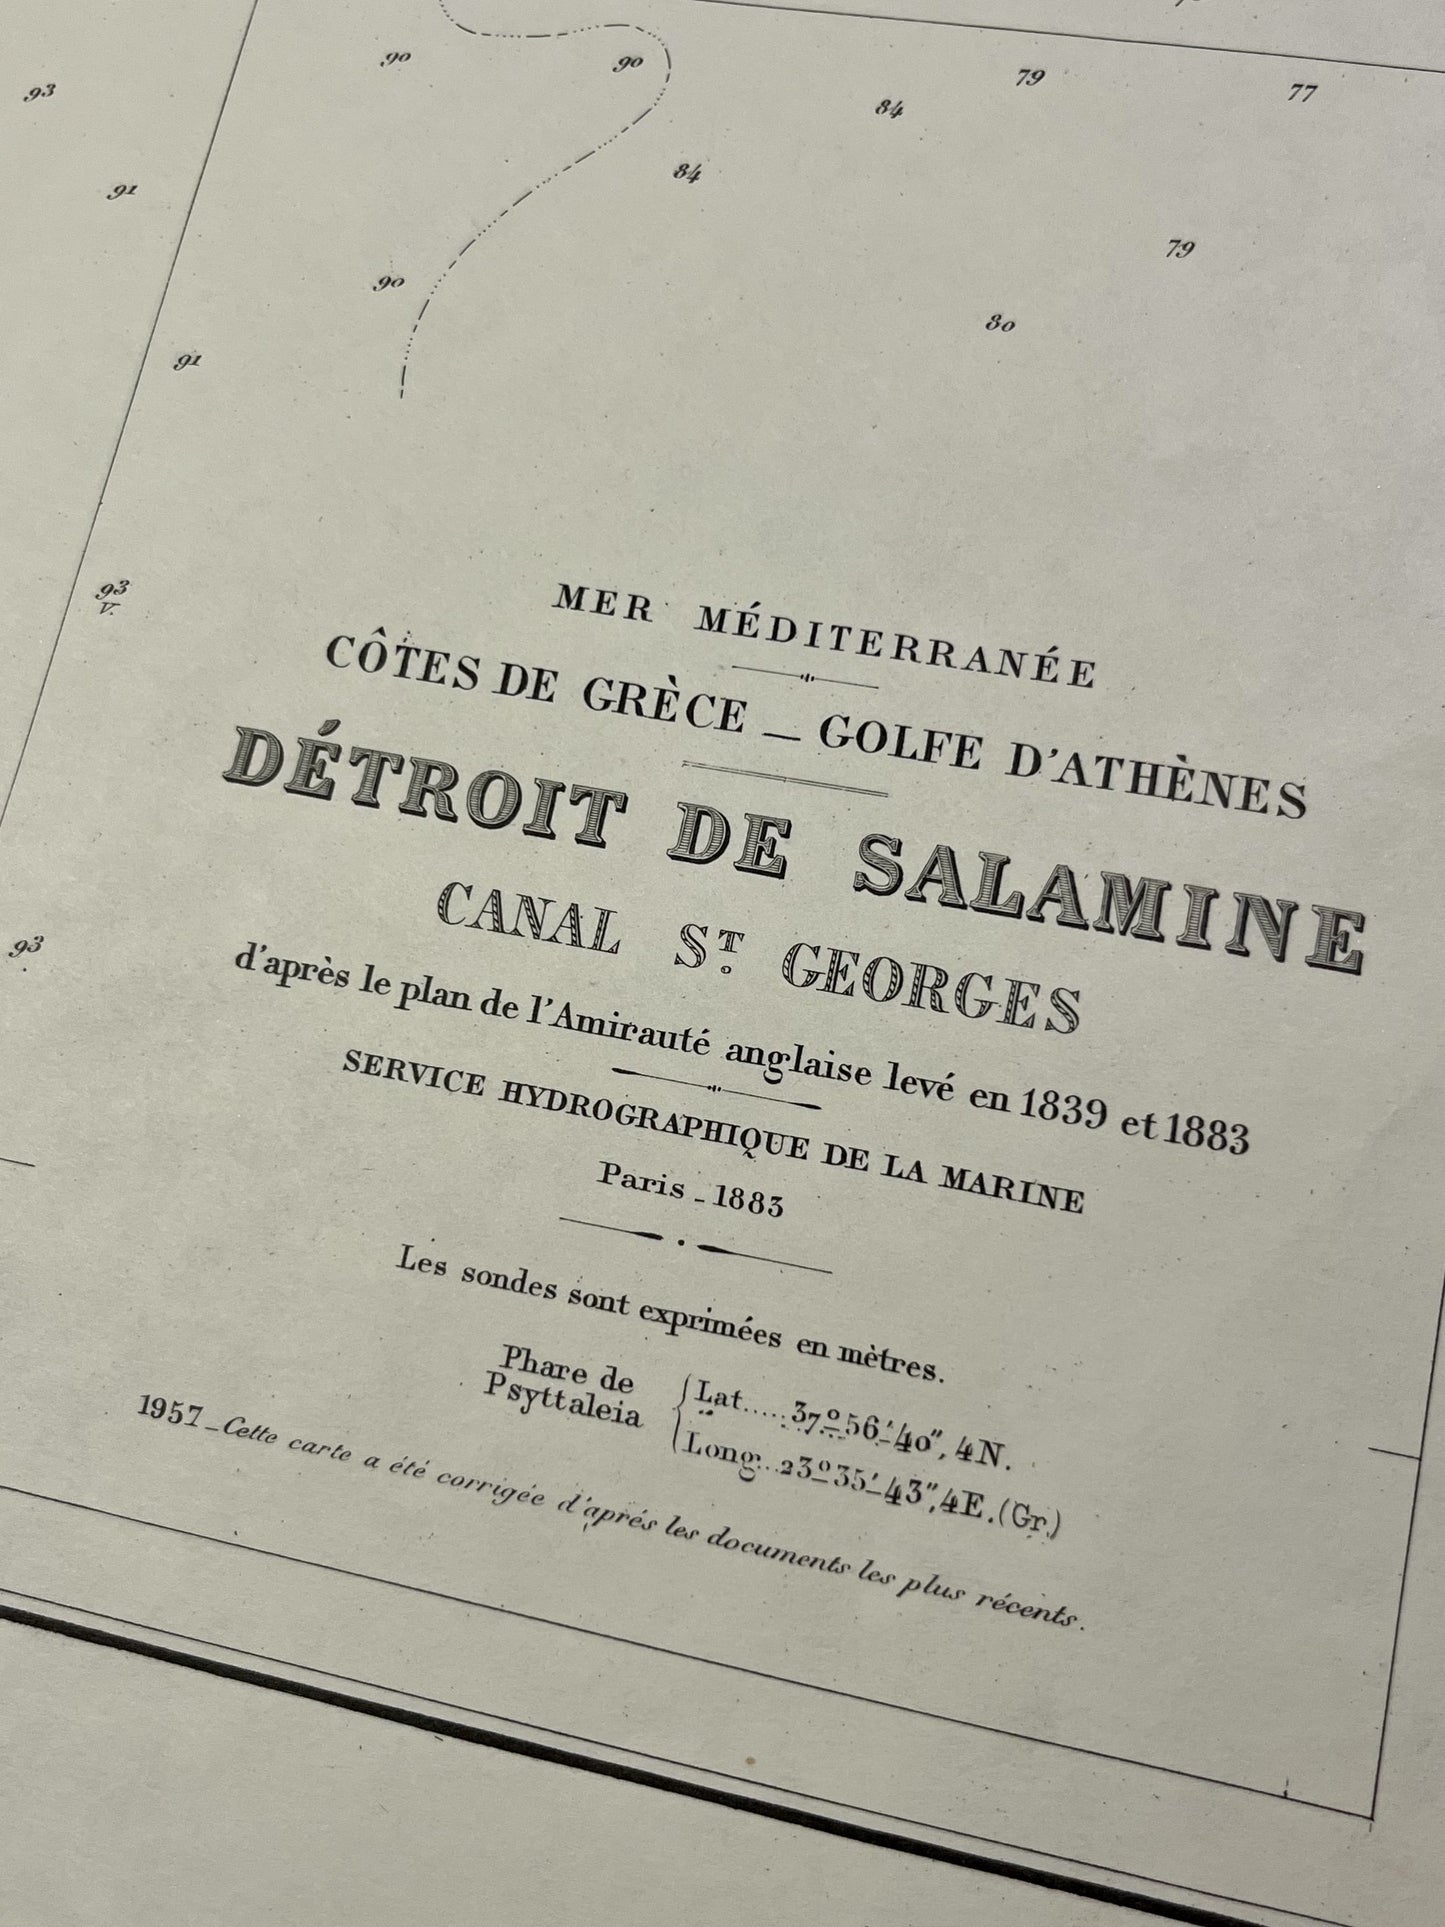 90 90 79 77
93 84
84
91
79
90
80
91
93
V.
MER MÉDITERRANÉE
CÔTES DE GRÈCE _ GOLFE D'ATHÈNES
DÉTROIT DE SALAMINE
CANAL ST. GEORGES
93
d'après le plan de l'Amirauté anglaise levé en 1839 et 1883
SERVICE HYDROGRAPHIQUE DE LA MARINE
Paris _ 1883
Les sondes sont exprimées en mètres.
Phare de Psyttaleia
Lat..... 37° 56' 40", 4 N.
Long... 23° 35' 43", 4 E. (Gr.)
1957 _ Cette carte a été corrigée d'aprés les documents les plus récents.